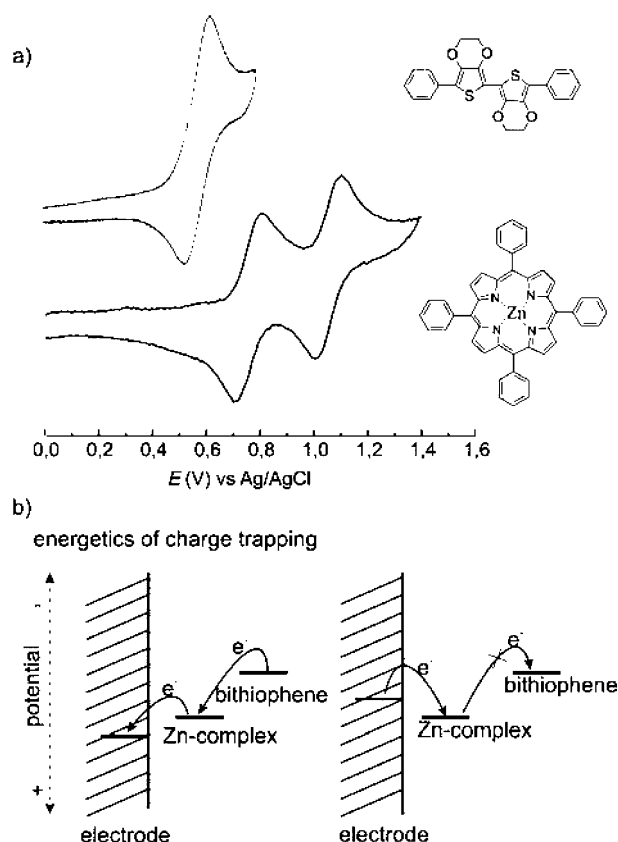 a)
O
O
S
S
O
O
N
N
Zn
N
N
0,0 0,2 0,4 0,6 0,8 1,0 1,2 1,4 1,6
E (V) vs Ag/AgCl
b)
energetics of charge trapping
- potential +
e-
e-
bithiophene
Zn-complex
electrode
e-
e-
bithiophene
Zn-complex
electrode